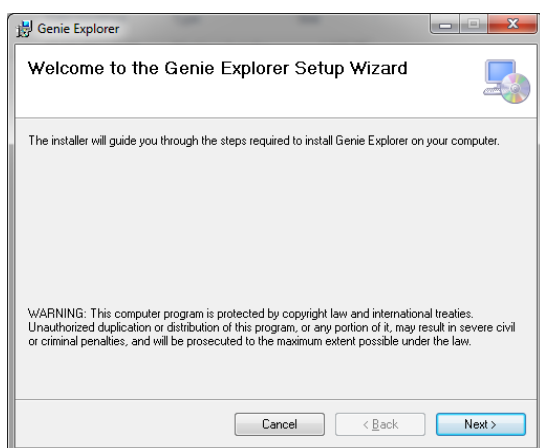 Genie Explorer
Welcome to the Genie Explorer Setup Wizard
The installer will guide you through the steps required to install Genie Explorer on your computer.
WARNING: This computer program is protected by copyright law and international treaties.
Unauthorized duplication or distribution of this program, or any portion of it, may result in severe civil
or criminal penalties, and will be prosecuted to the maximum extent possible under the law.
Cancel < Back Next >